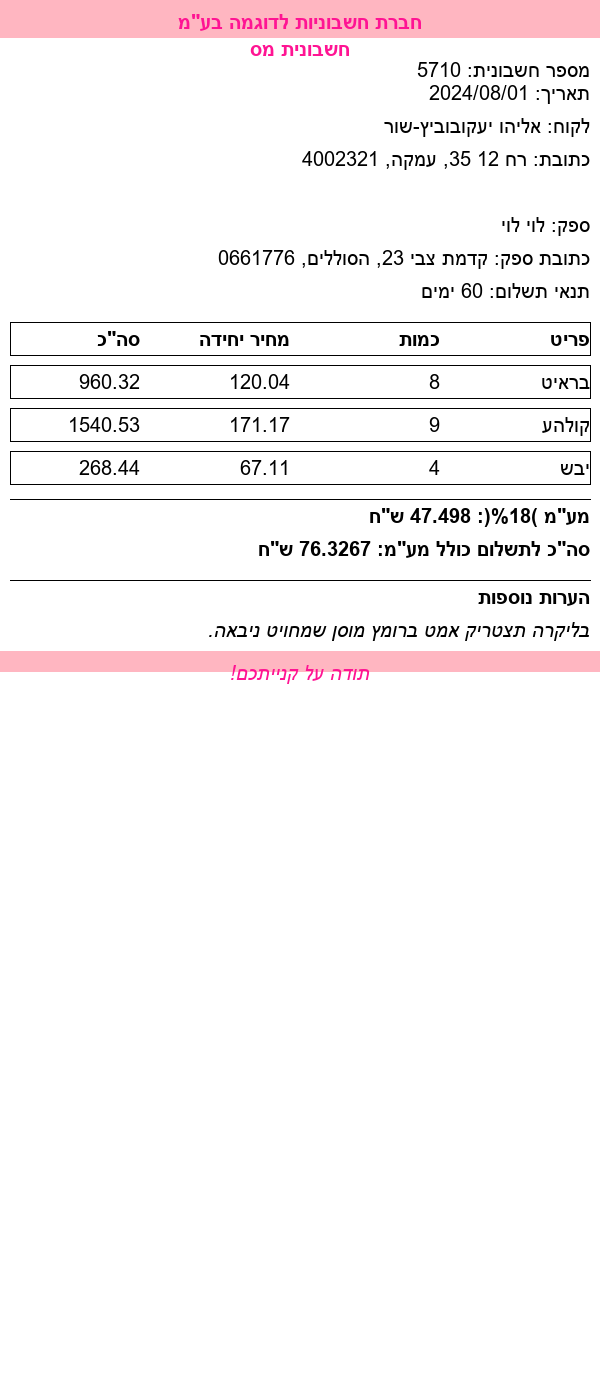 חברת חשבוניות לדוגמה בע"מ
חשבונית מס
מספר חשבונית: 5710
תאריך: 2024/08/01
לקוח: אליהו יעקובוביץ-שור
כתובת: רח 12 35, עמקה, 4002321
ספק: לוי לוי
כתובת ספק: קדמת צבי 23, הסוללים, 0661776
תנאי תשלום: 60 ימים
פריט כמות מחיר יחידה סה"כ
בראיט 8 120.04 960.32
קולהע 9 171.17 1540.53
יבש 4 67.11 268.44
מע"מ )18%(: 47.498 ש"ח
סה"כ לתשלום כולל מע"מ: 76.3267 ש"ח
הערות נוספות
בליקרה תצטריק אמט ברומץ מוסן שמחויט ניבאה.
תודה על קנייתכם!